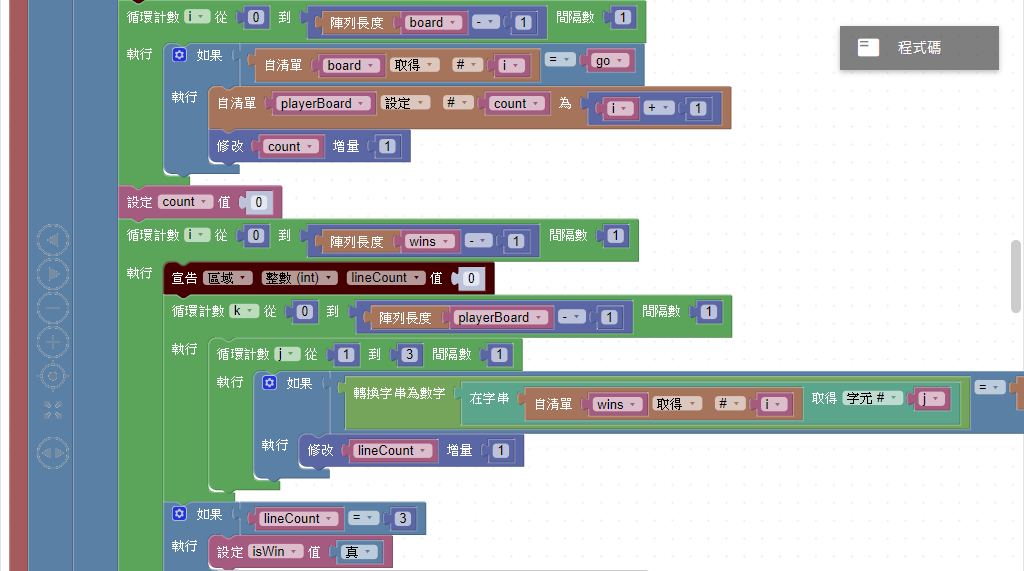 循環計數 i 從 0 到 陣列長度 board - 1 間隔數 1
程式碼
執行 如果 自清單 board 取得 # i = go
執行 自清單 playerBoard 設定 # count 為 i + 1
修改 count 增量 1
設定 count 值 0
循環計數 i 從 0 到 陣列長度 wins - 1 間隔數 1
執行 宣告 區域 整數 (int) lineCount 值 0
循環計數 k 從 0 到 陣列長度 playerBoard - 1 間隔數 1
執行 循環計數 j 從 1 到 3 間隔數 1
執行 如果 轉換字串為數字 在字串 自清單 wins 取得 # i 取得 字元 # j =
執行 修改 lineCount 增量 1
如果 lineCount = 3
執行 設定 isWin 值 真